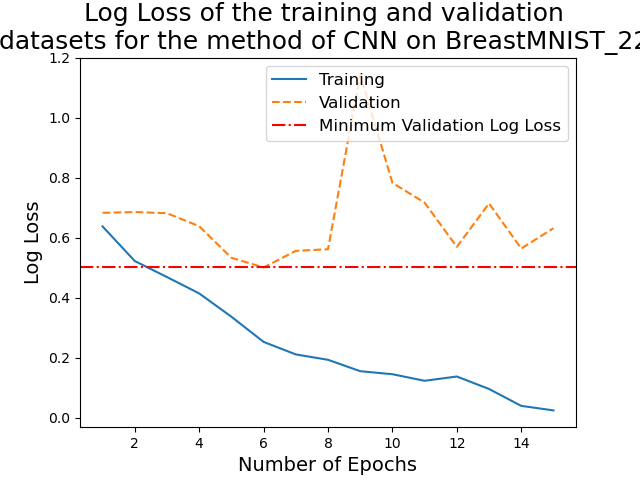 Log Loss of the training and validation
datasets for the method of CNN on BreastMNIST_22
1.2
1.0
0.8
0.6
0.4
0.2
0.0
Log Loss
Training
Validation
Minimum Validation Log Loss
2 4 6 8 10 12 14
Number of Epochs